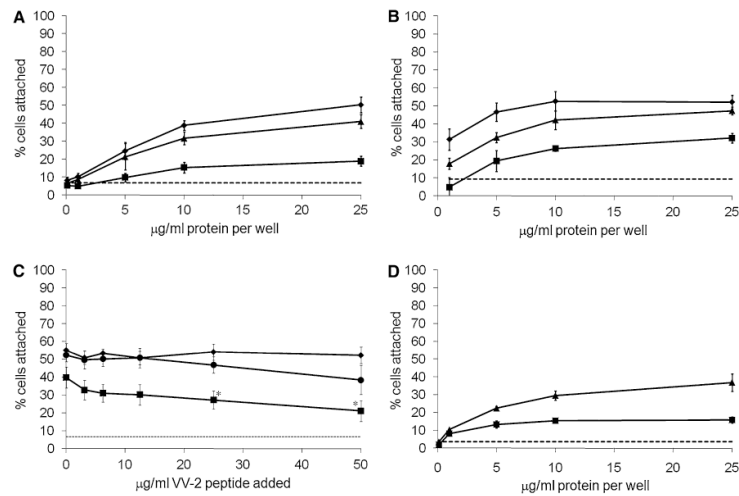 A
100
90
80
70
60
50
40
30
20
10
0
% cells attached
0 5 10 15 20 25
μg/ml protein per well
B
100
90
80
70
60
50
40
30
20
10
0
% cells attached
0 5 10 15 20 25
μg/ml protein per well
C
100
90
80
70
60
50
40
30
20
10
0
% cells attached
*
*
0 10 20 30 40 50
μg/ml VV-2 peptide added
D
100
90
80
70
60
50
40
30
20
10
0
% cells attached
0 5 10 15 20 25
μg/ml protein per well